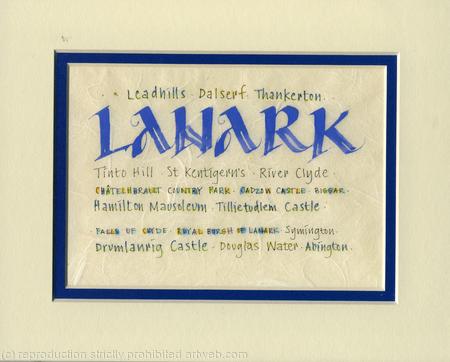 Leadhills · Dalserf · Thankerton ·
LANARK
Tinto Hill · St Kentigern's · River Clyde ·
CHÂTELHERAULT COUNTRY PARK · CADZOW CASTLE · BIGGAR ·
Hamilton Mausoleum · Tillietudlem Castle ·
FALLS OF CLYDE · ROYAL BURGH OF LANARK · Symington ·
Drumlanrig Castle · Douglas Water · Abington ·
(c) reproduction strictly prohibited artweb.com